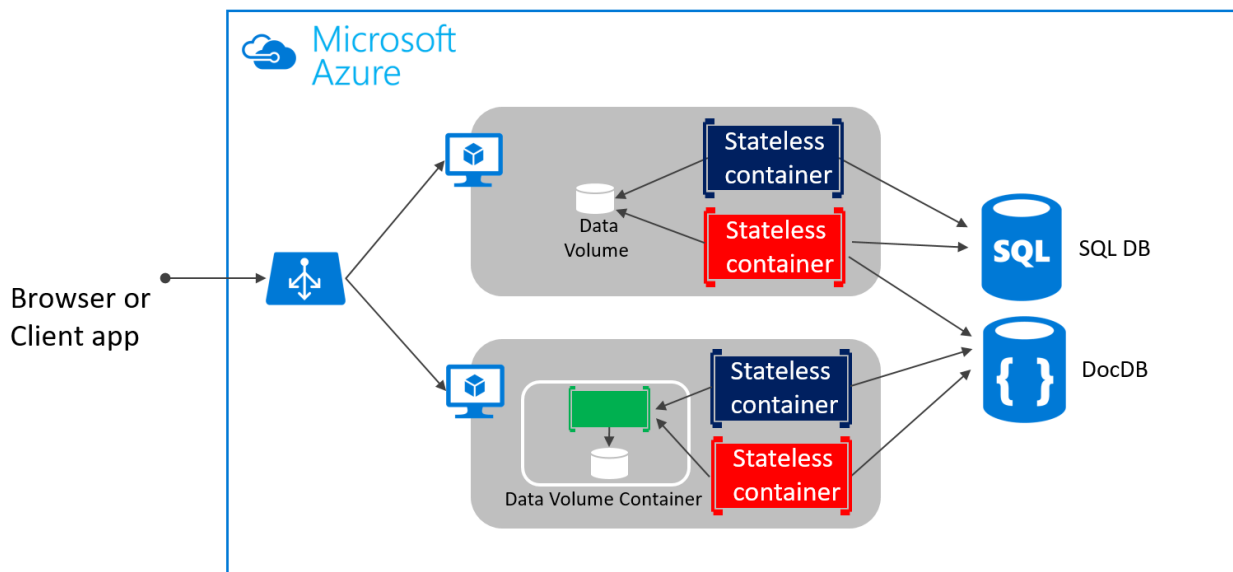 Microsoft
Azure
Browser or
Client app
Stateless
container
Data
Volume
Stateless
container
SQL
SQL DB
{ }
DocDB
Stateless
container
Stateless
container
Data Volume Container